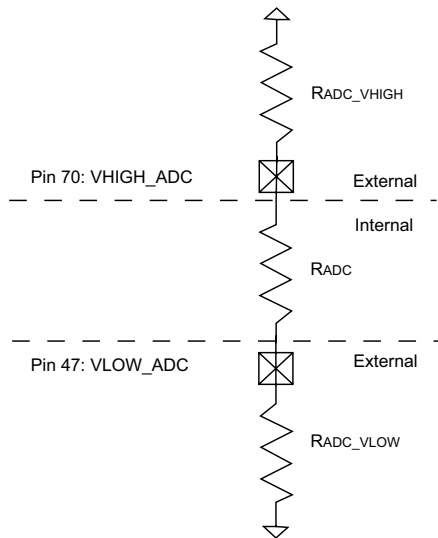 RADC_VHIGH
Pin 70: VHIGH_ADC
External
Internal
RADC
Pin 47: VLOW_ADC
External
RADC_VLOW